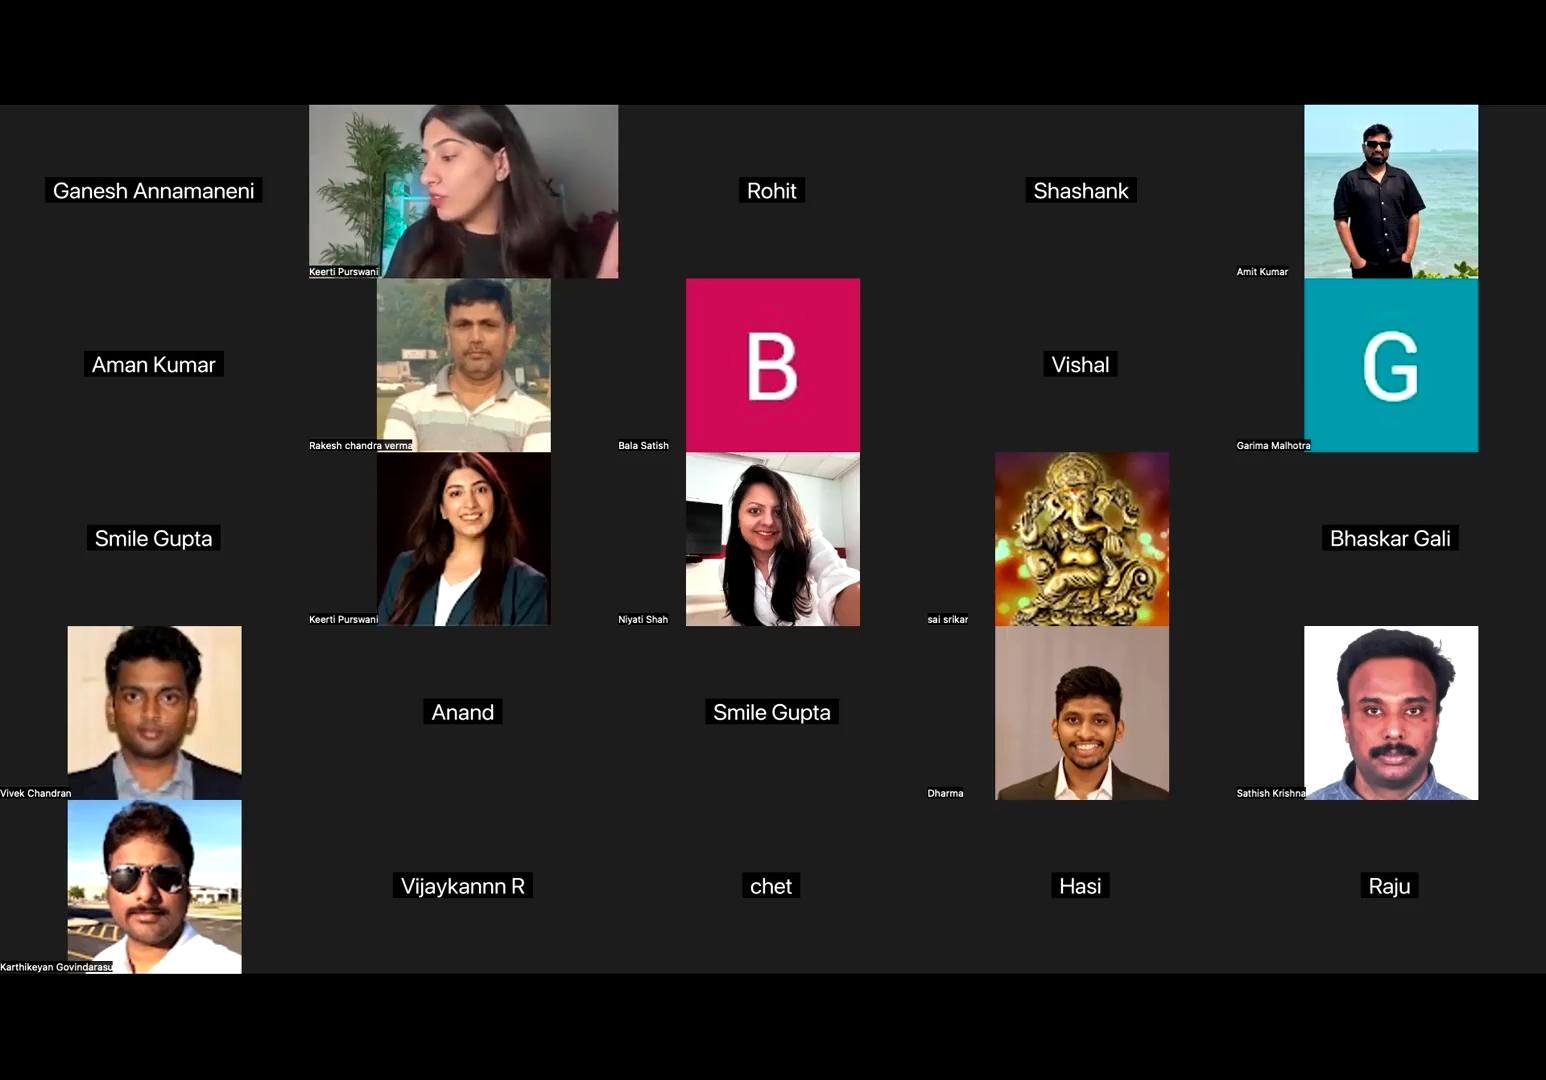 Ganesh Annamaneni
Keerti Purswani
Rohit
Shashank
Amit Kumar
Aman Kumar
Rakesh chandra verma
B
Bala Satish
Vishal
G
Garima Malhotra
Smile Gupta
Keerti Purswani
Niyati Shah
sai srikar
Bhaskar Gali
Vivek Chandran
Anand
Smile Gupta
Dharma
Sathish Krishna
Karthikeyan Govindarasu
Vijaykannn R
chet
Hasi
Raju